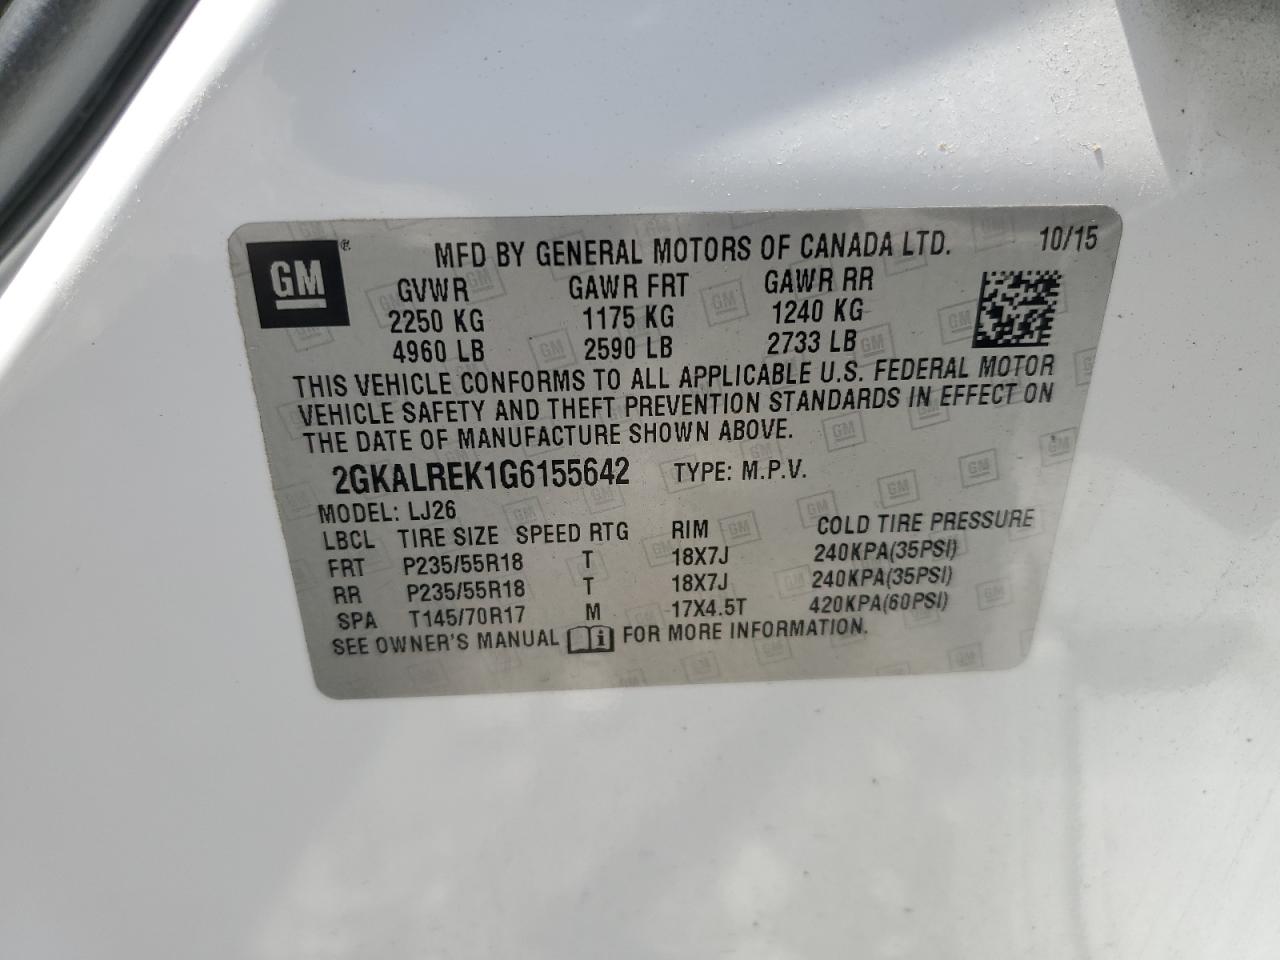 GM ® MFD BY GENERAL MOTORS OF CANADA LTD. 10/15
GVWR GAWR FRT GAWR RR
2250 KG 1175 KG 1240 KG
4960 LB 2590 LB 2733 LB
THIS VEHICLE CONFORMS TO ALL APPLICABLE U.S. FEDERAL MOTOR
VEHICLE SAFETY AND THEFT PREVENTION STANDARDS IN EFFECT ON
THE DATE OF MANUFACTURE SHOWN ABOVE.
2GKALREK1G6155642 TYPE: M.P.V.
MODEL: LJ26
LBCL TIRE SIZE SPEED RTG RIM COLD TIRE PRESSURE
FRT P235/55R18 T 18X7J 240KPA(35PSI)
RR P235/55R18 T 18X7J 240KPA(35PSI)
SPA T145/70R17 M 17X4.5T 420KPA(60PSI)
SEE OWNER'S MANUAL i FOR MORE INFORMATION.